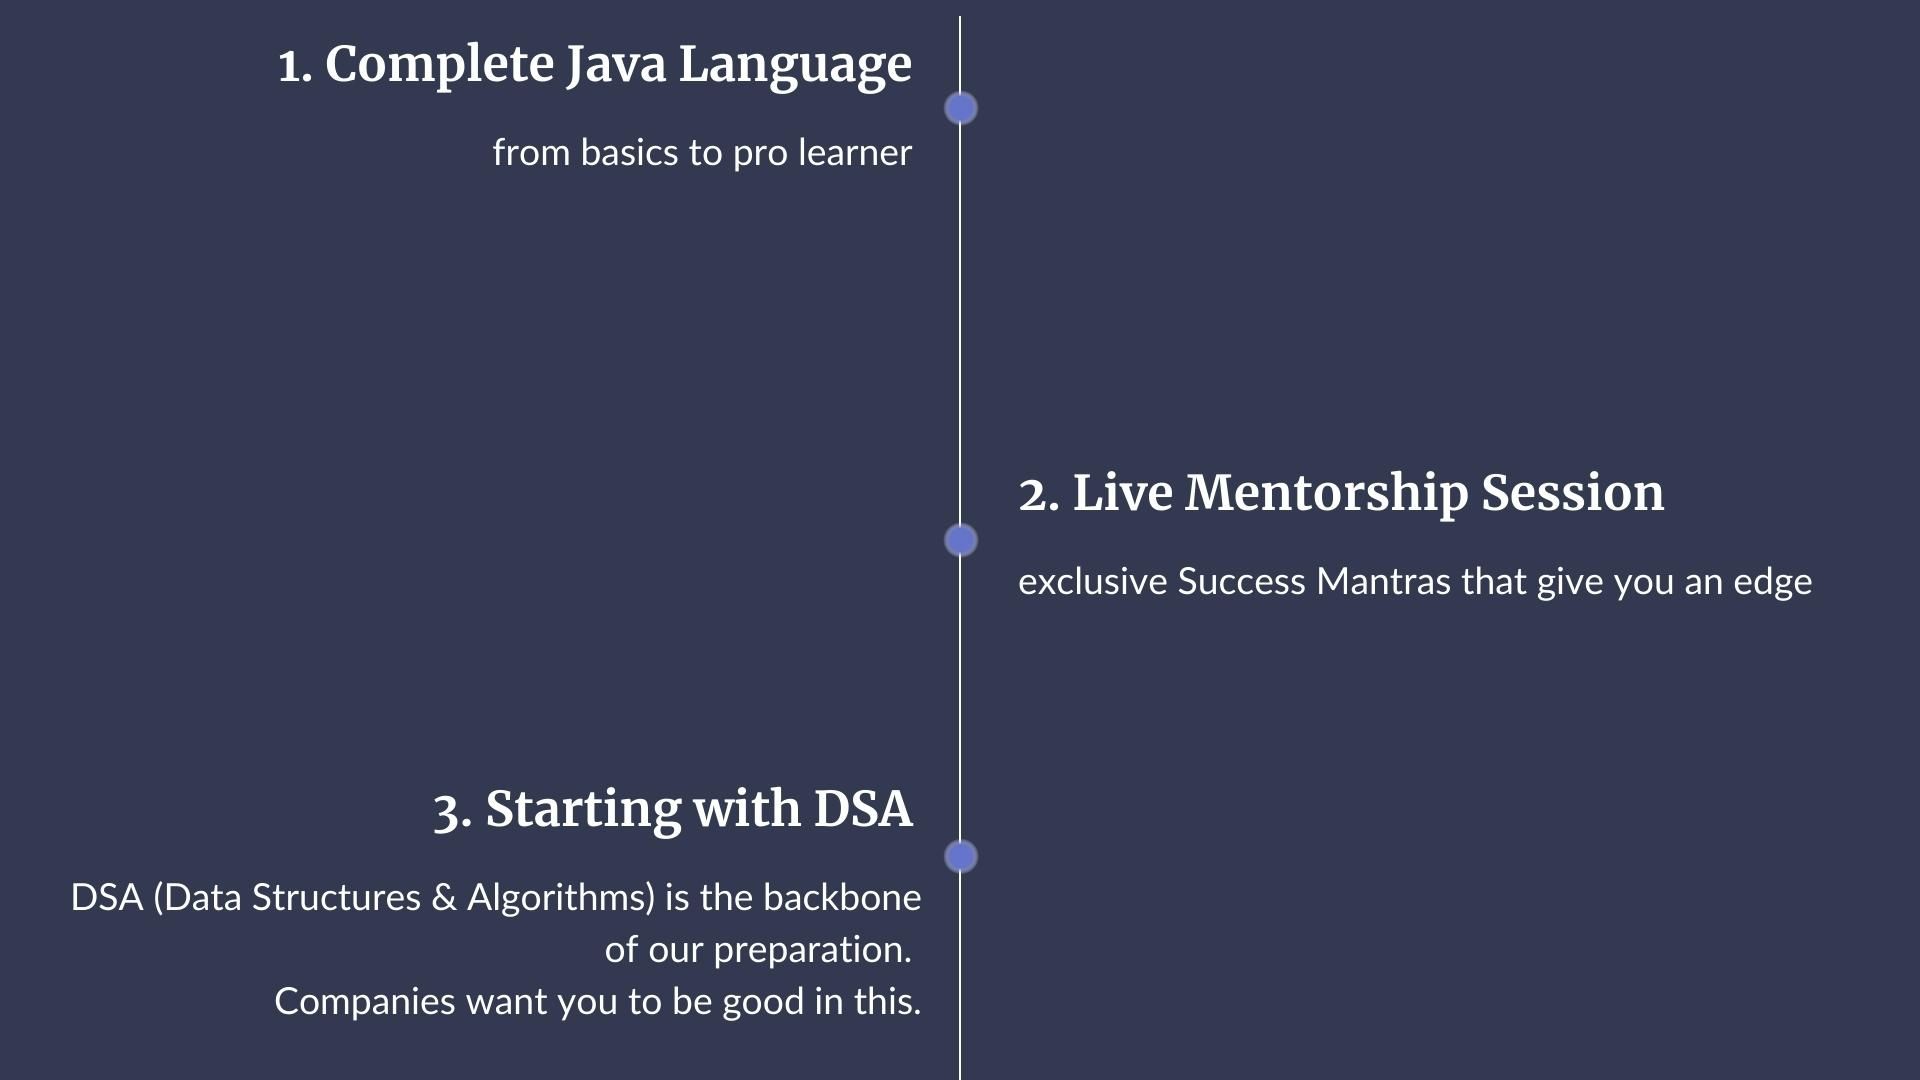 1. Complete Java Language
from basics to pro learner
2. Live Mentorship Session
exclusive Success Mantras that give you an edge
3. Starting with DSA
DSA (Data Structures & Algorithms) is the backbone
of our preparation.
Companies want you to be good in this.